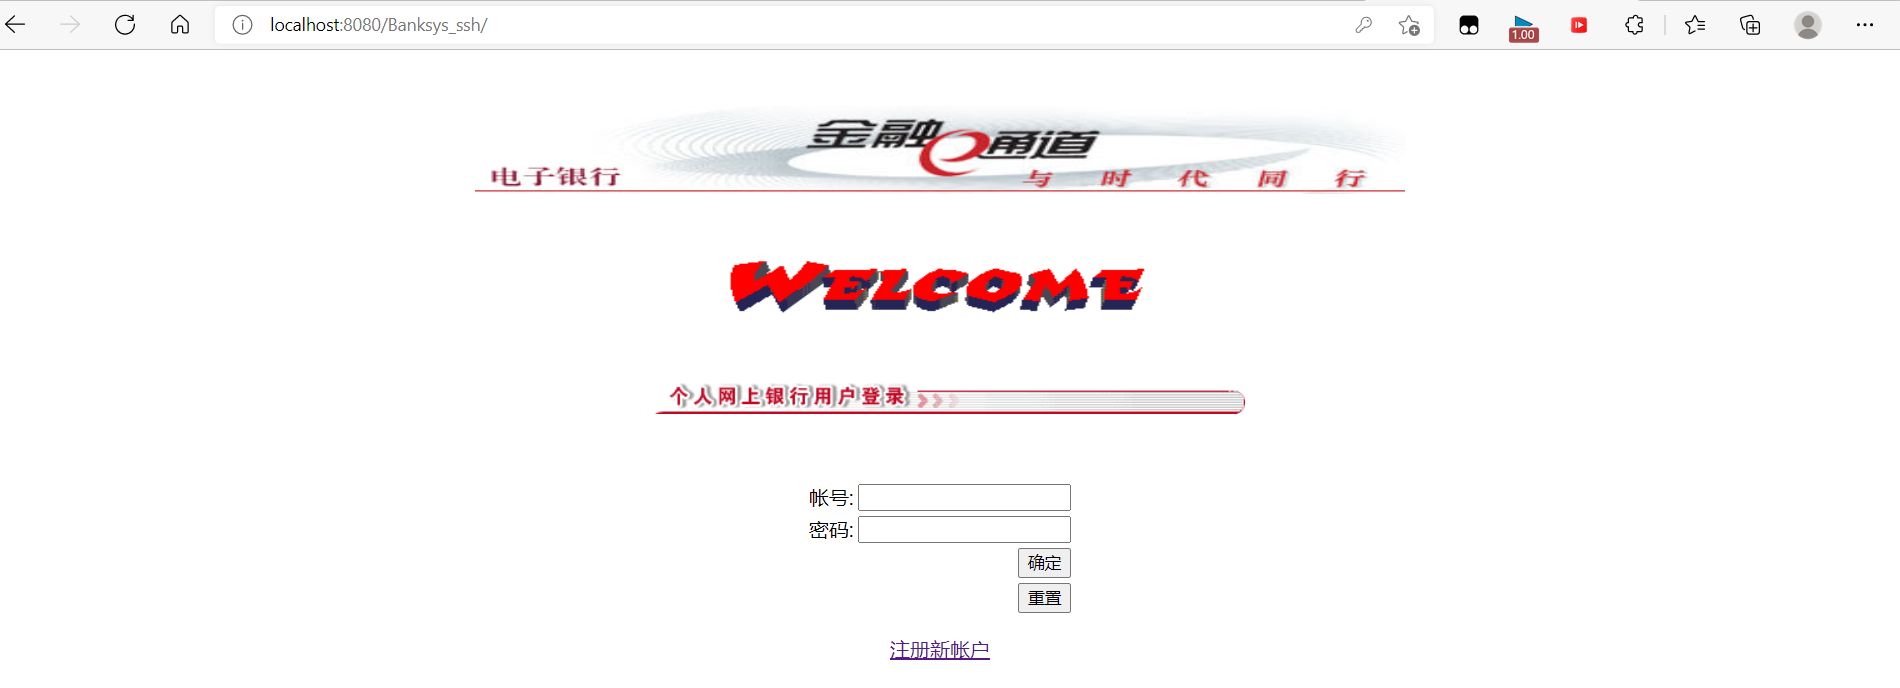 localhost:8080/Banksys_ssh/
1.00
金融e通道
电子银行
与时代同行
WELCOME
个人网上银行用户登录
帐号:
密码:
确定
重置
注册新帐户